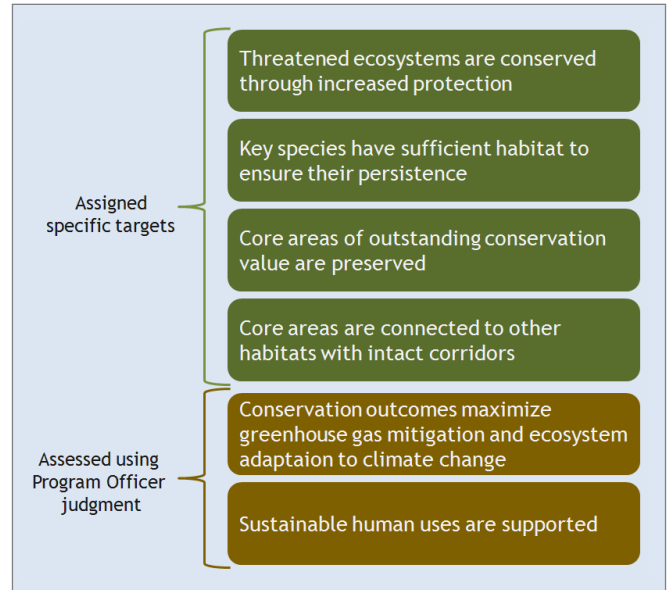 Assigned
specific targets
Threatened ecosystems are conserved
through increased protection
Key species have sufficient habitat to
ensure their persistence
Core areas of outstanding conservation
value are preserved
Core areas are connected to other
habitats with intact corridors
Assessed using
Program Officer
judgment
Conservation outcomes maximize
greenhouse gas mitigation and ecosystem
adaptaion to climate change
Sustainable human uses are supported